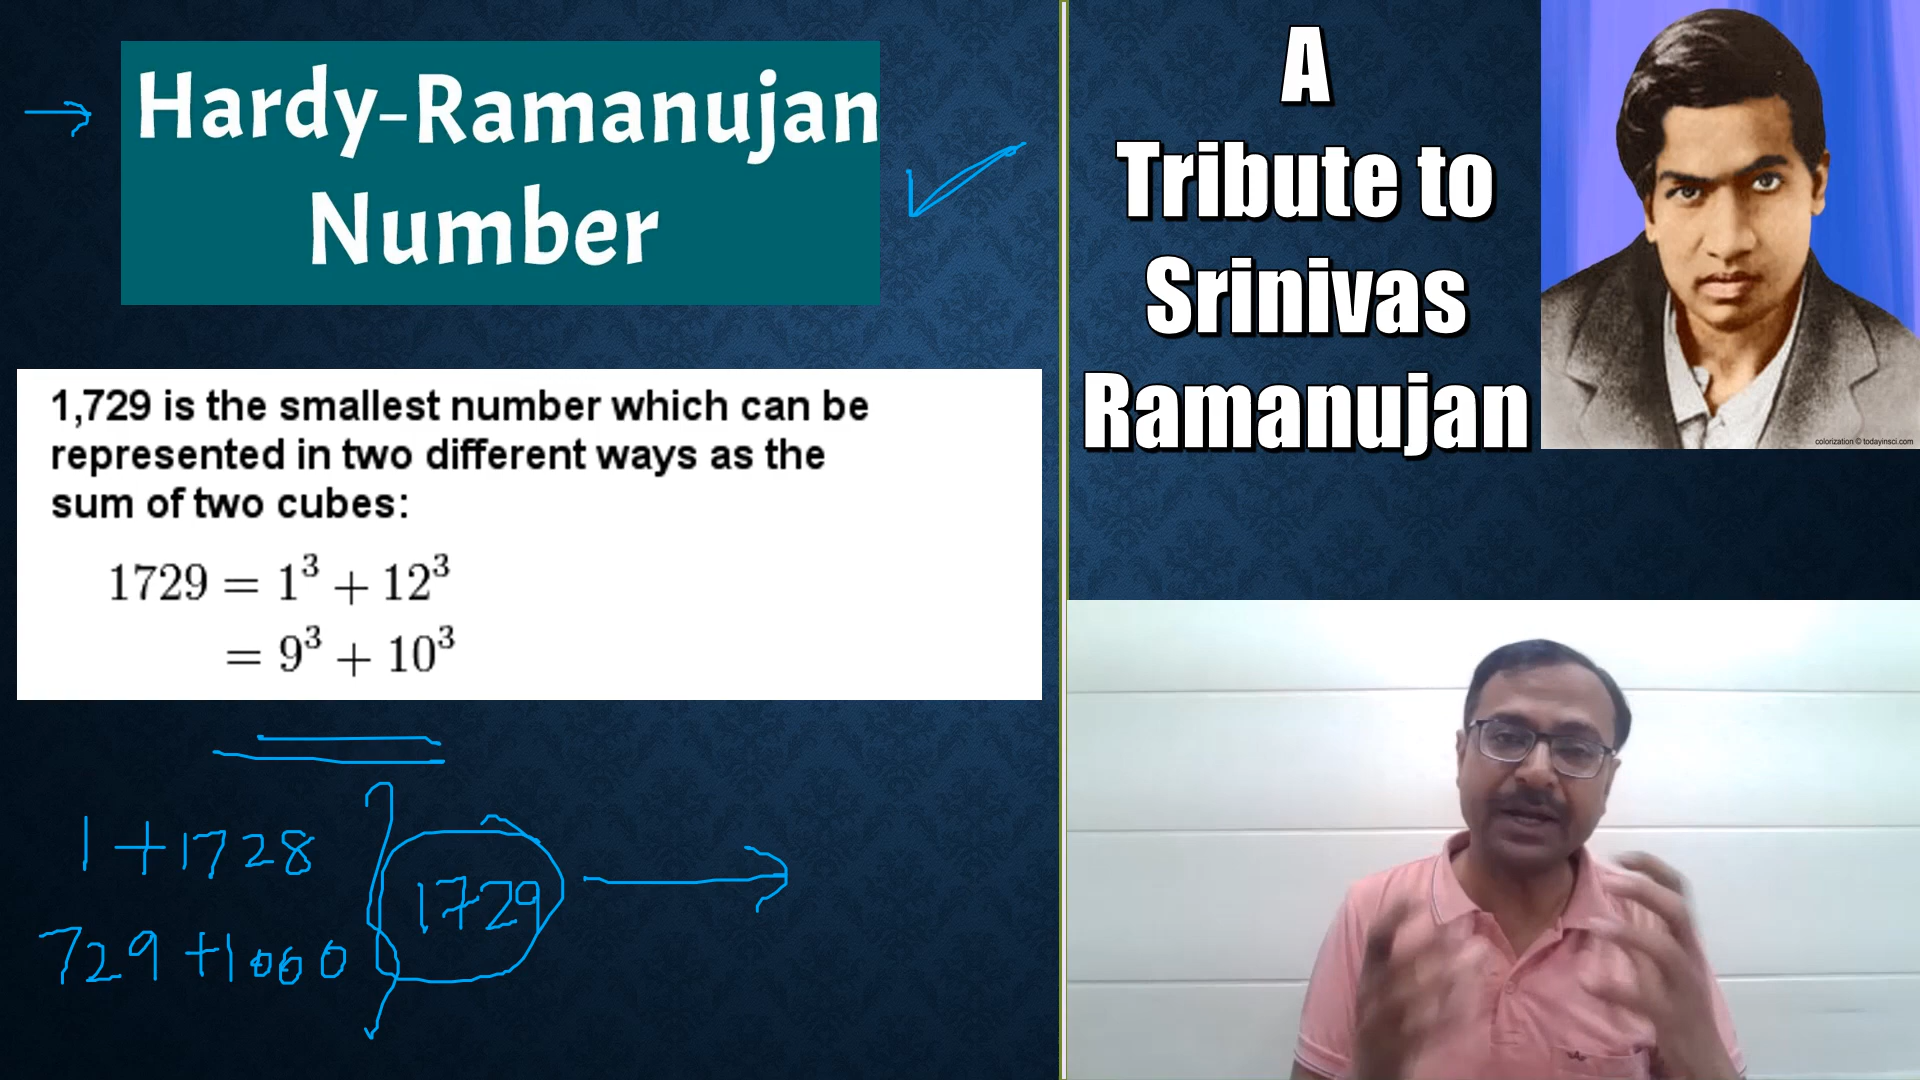 Hardy-Ramanujan
Number
1,729 is the smallest number which can be
represented in two different ways as the
sum of two cubes:
1729 = 1³ + 12³
= 9³ + 10³
1 + 1728
729 + 1000
1729
A
Tribute to
Srinivas
Ramanujan
colorization © todayinsci.com